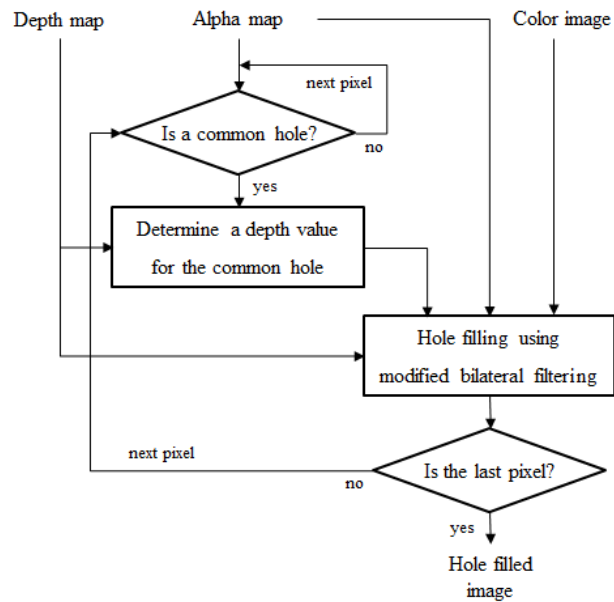 Depth map
Alpha map
Color image
next pixel
Is a common hole?
no
yes
Determine a depth value
for the common hole
Hole filling using
modified bilateral filtering
next pixel
Is the last pixel?
no
yes
Hole filled
image